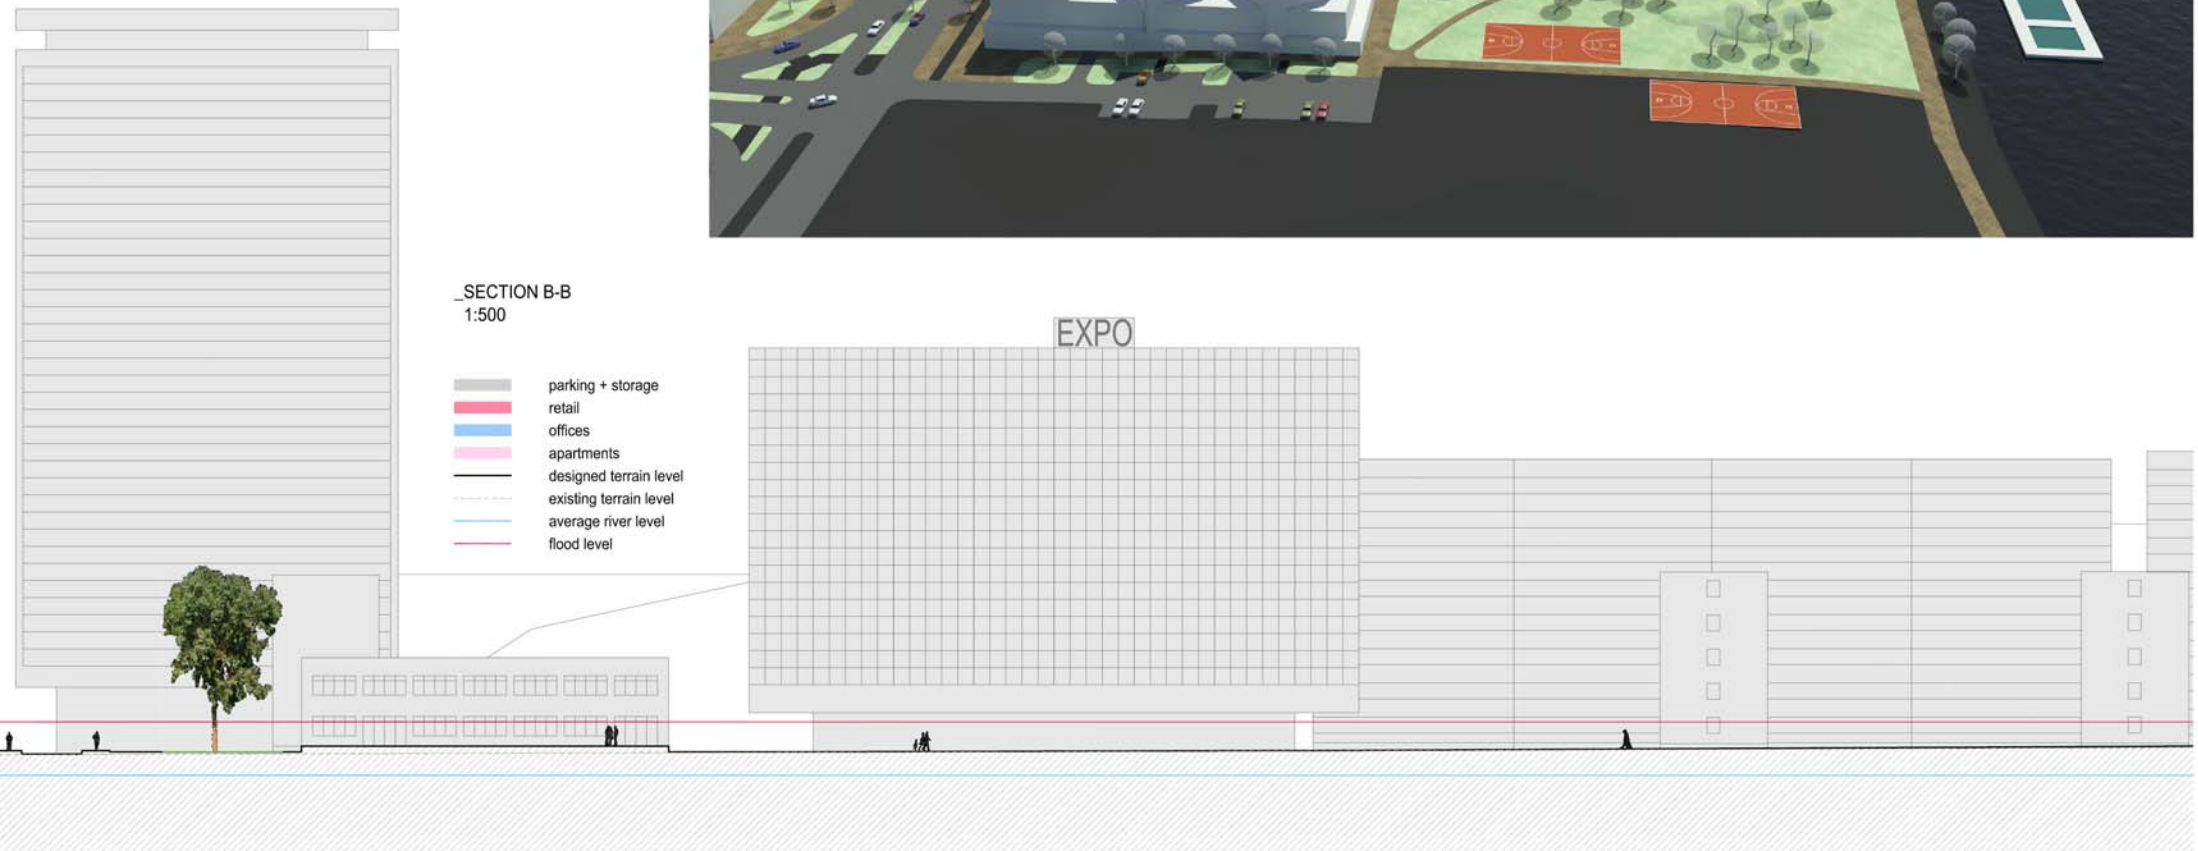 _SECTION B-B
1:500
EXPO
parking + storage
retail
offices
apartments
designed terrain level
existing terrain level
average river level
flood level